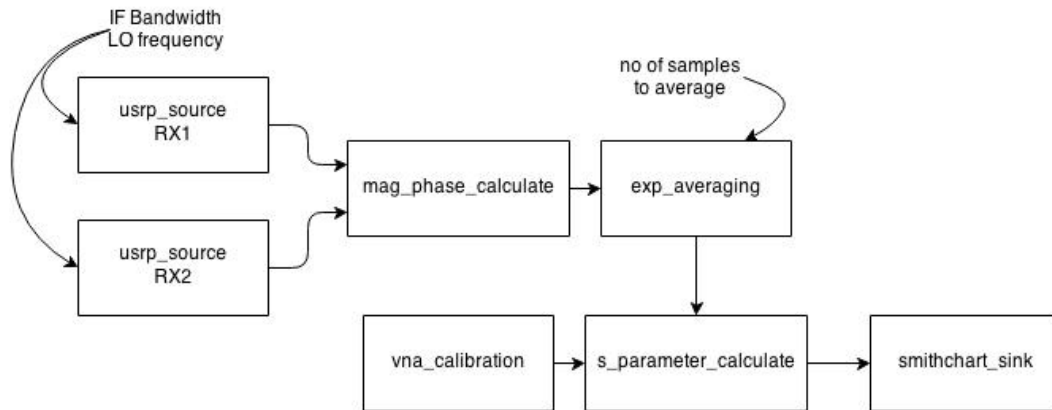 IF Bandwidth
LO frequency
no of samples
to average
usrp_source
RX1
mag_phase_calculate
exp_averaging
usrp_source
RX2
vna_calibration
s_parameter_calculate
smithchart_sink